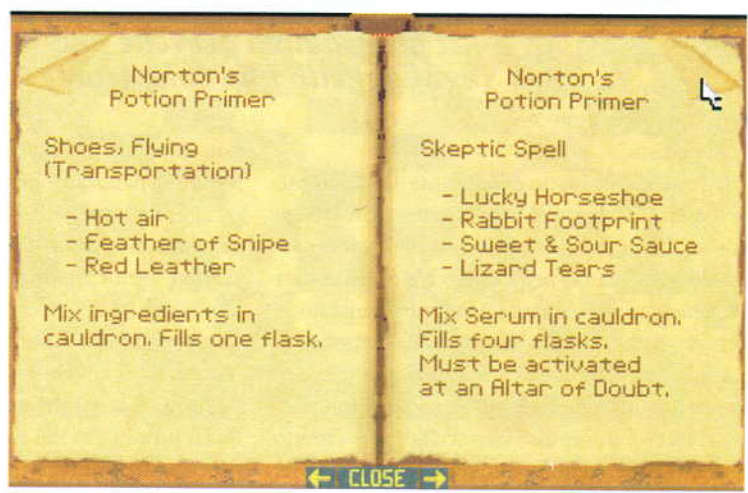 Norton's
Potion Primer
Shoes, Flying
(Transportation)
- Hot air
- Feather of Snipe
- Red Leather
Mix ingredients in
cauldron. Fills one flask.
Norton's
Potion Primer
Skeptic Spell
- Lucky Horseshoe
- Rabbit Footprint
- Sweet & Sour Sauce
- Lizard Tears
Mix Serum in cauldron.
Fills four flasks.
Must be activated
at an Altar of Doubt.
← CLOSE →